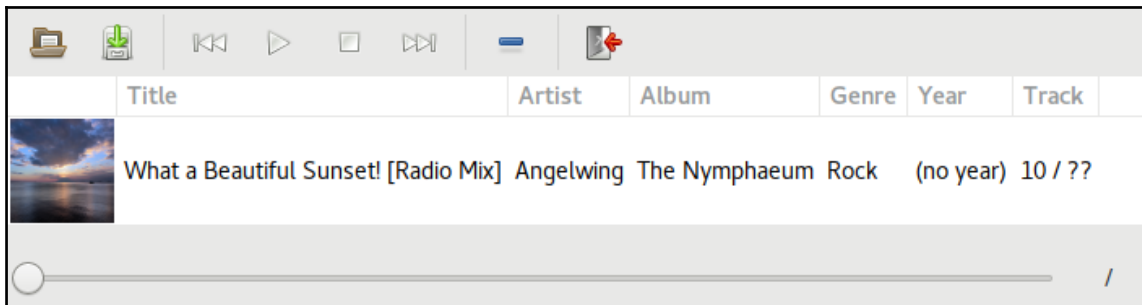 Title Artist Album Genre Year Track
What a Beautiful Sunset! [Radio Mix] Angelwing The Nymphaeum Rock (no year) 10 / ??
/